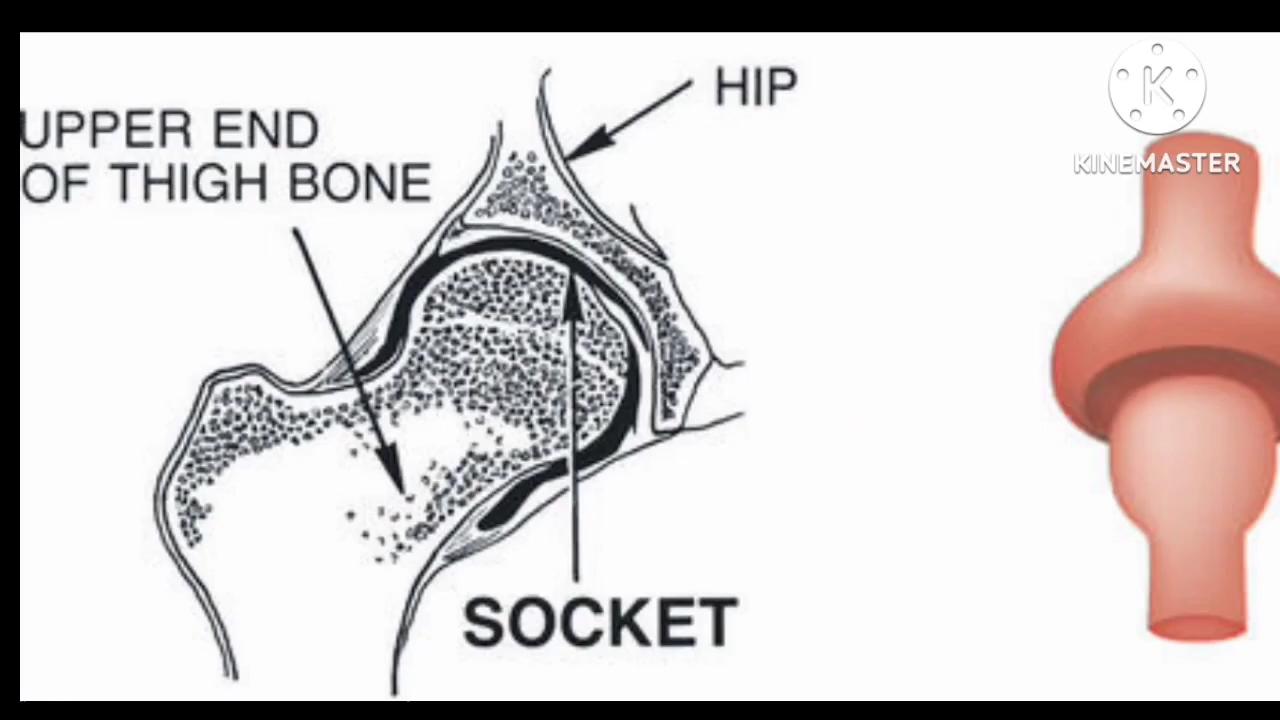 HIP
UPPER END
OF THIGH BONE
SOCKET
K
KINEMASTER